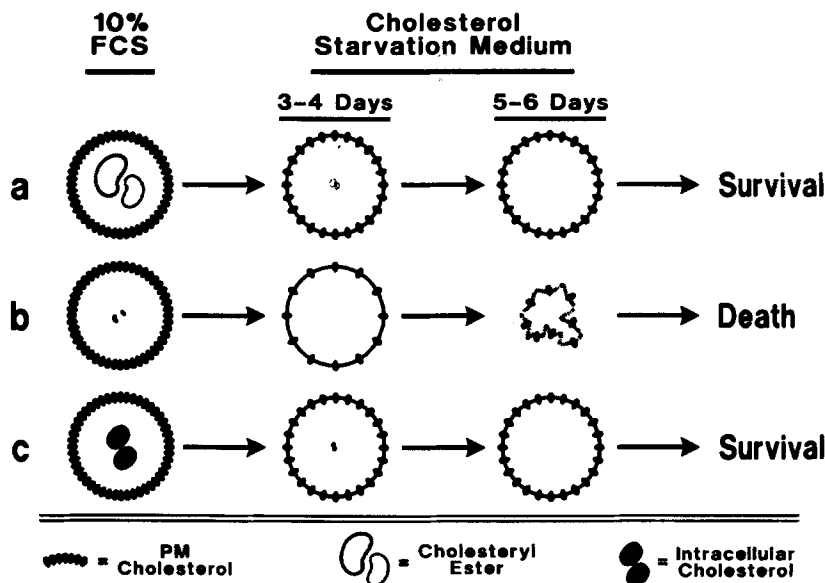 10% FCS
Cholesterol
Starvation Medium
3-4 Days
5-6 Days
a
Survival
b
Death
c
Survival
= PM Cholesterol
= Cholesteryl Ester
= Intracellular Cholesterol